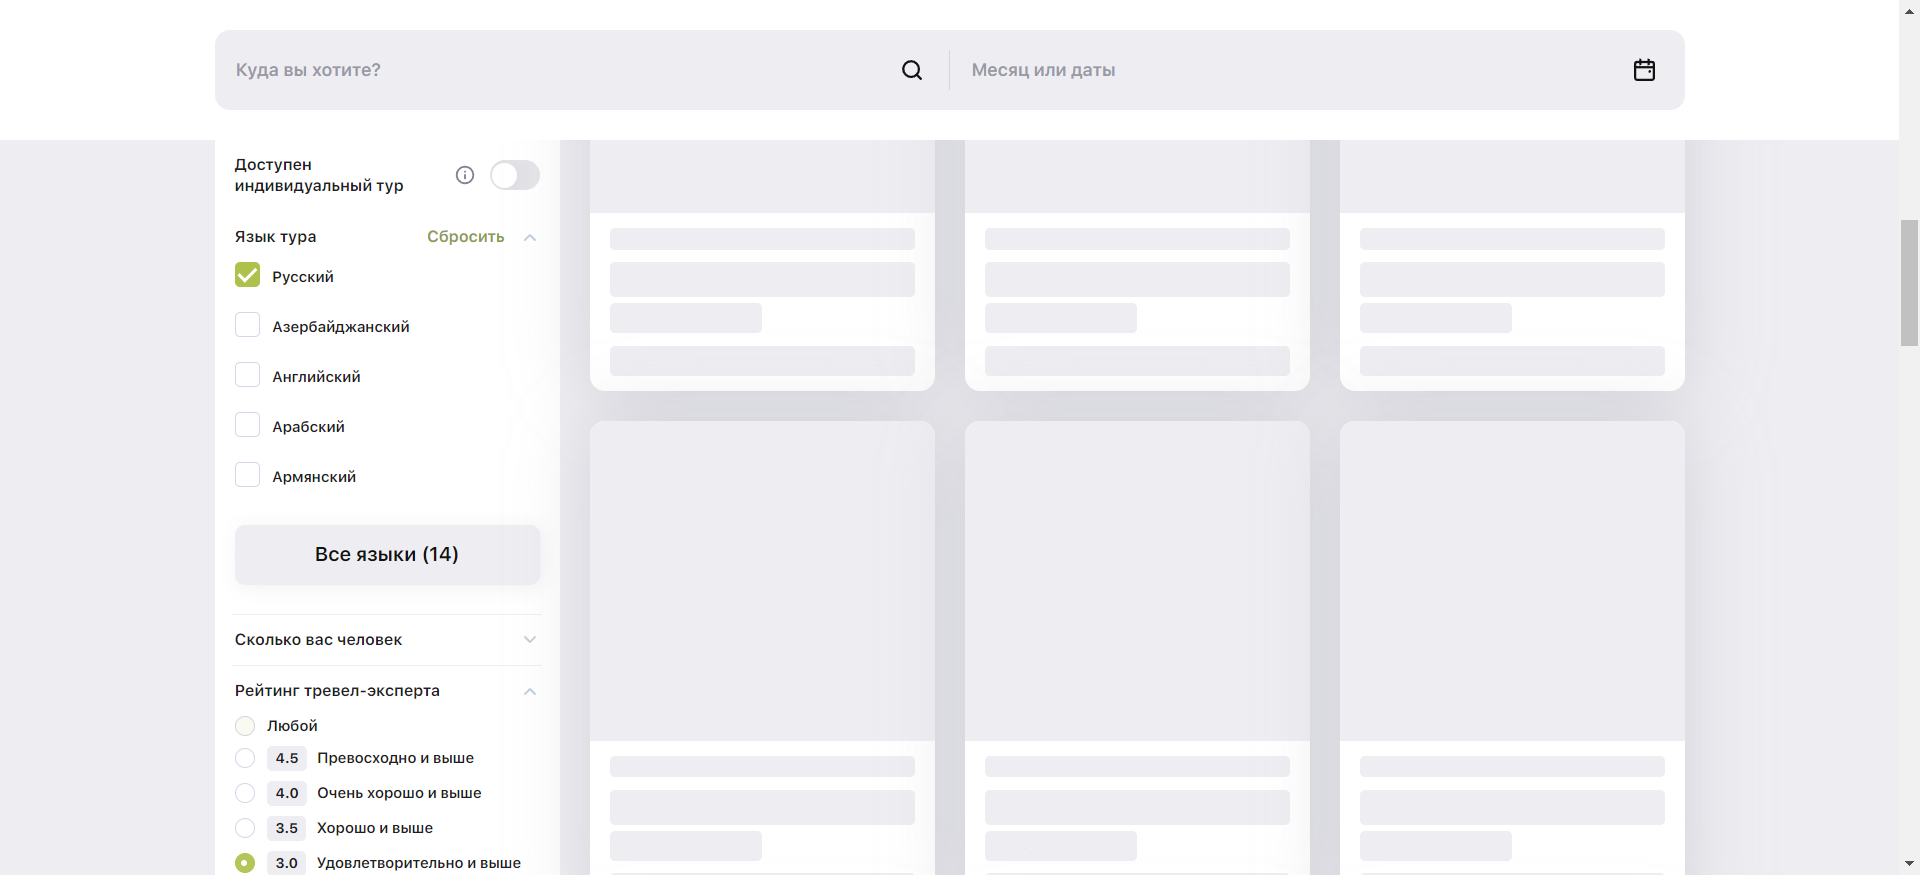 Куда вы хотите?
Месяц или даты
Доступен
индивидуальный тур
Язык тура
Сбросить
Русский
Азербайджанский
Английский
Арабский
Армянский
Все языки (14)
Сколько вас человек
Рейтинг тревел-эксперта
Любой
4.5 Превосходно и выше
4.0 Очень хорошо и выше
3.5 Хорошо и выше
3.0 Удовлетворительно и выше